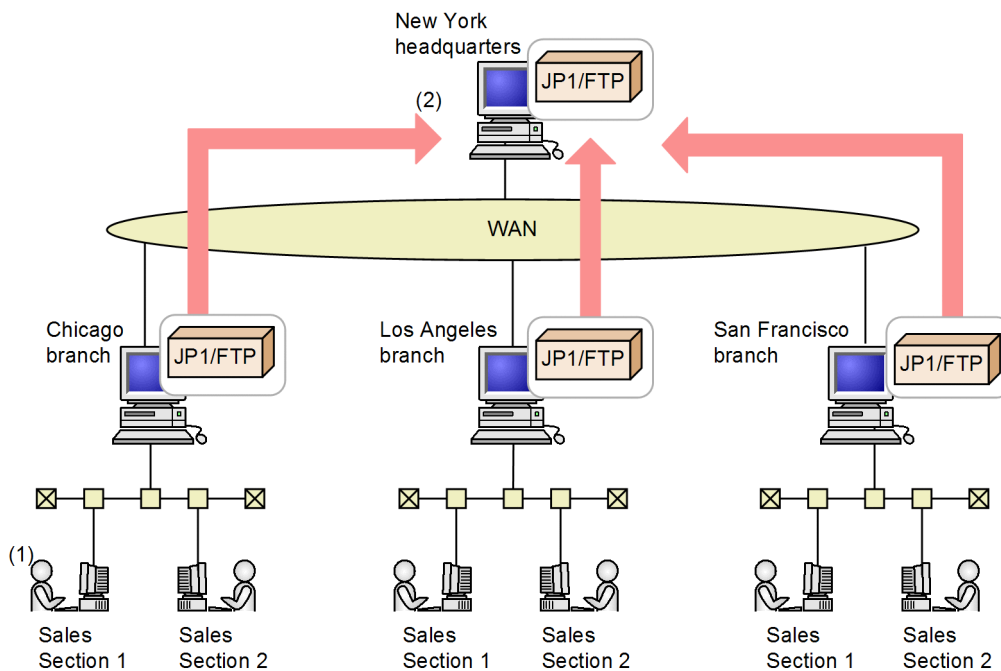 New York
headquarters
JP1/FTP
(2)
WAN
Chicago
branch
JP1/FTP
Los Angeles
branch
JP1/FTP
San Francisco
branch
JP1/FTP
(1)
Sales
Section 1
Sales
Section 2
Sales
Section 1
Sales
Section 2
Sales
Section 1
Sales
Section 2